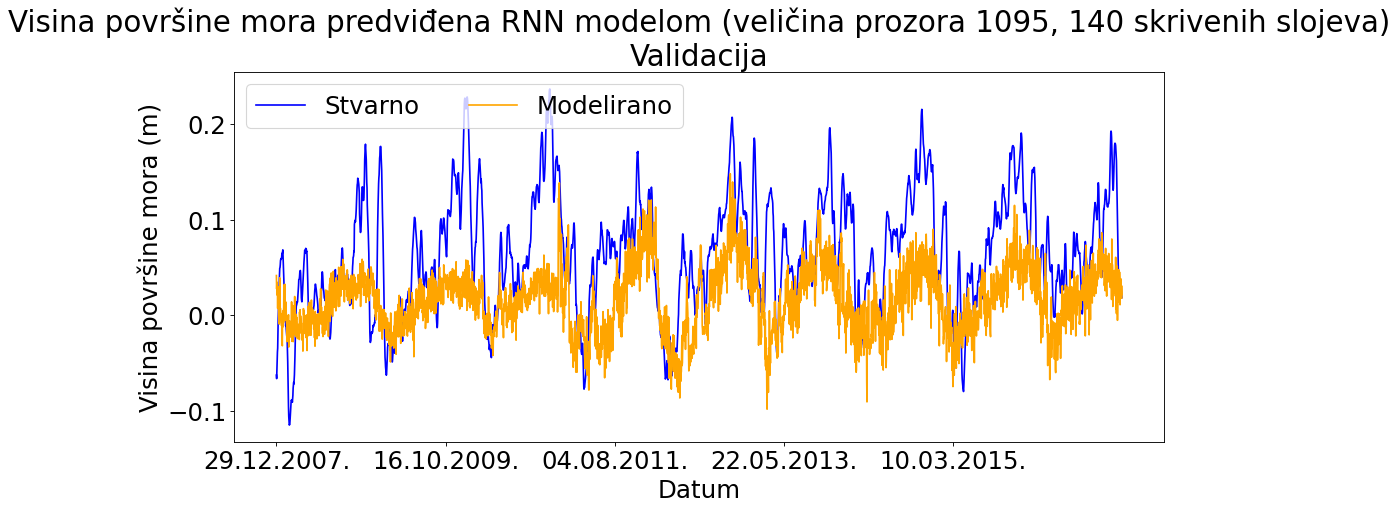 Visina površine mora predviđena RNN modelom (veličina prozora 1095, 140 skrivenih slojeva)
Validacija
Stvarno Modelirano
Visina površine mora (m)
0.2
0.1
0.0
−0.1
29.12.2007. 16.10.2009. 04.08.2011. 22.05.2013. 10.03.2015.
Datum